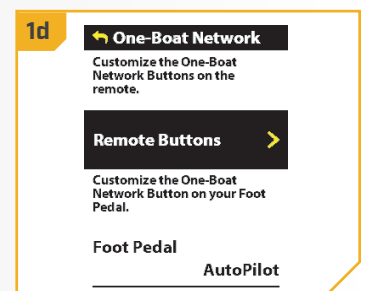 1d
One-Boat Network
Customize the One-Boat
Network Buttons on the
remote.
Remote Buttons
Customize the One-Boat
Network Button on your Foot
Pedal.
Foot Pedal
AutoPilot